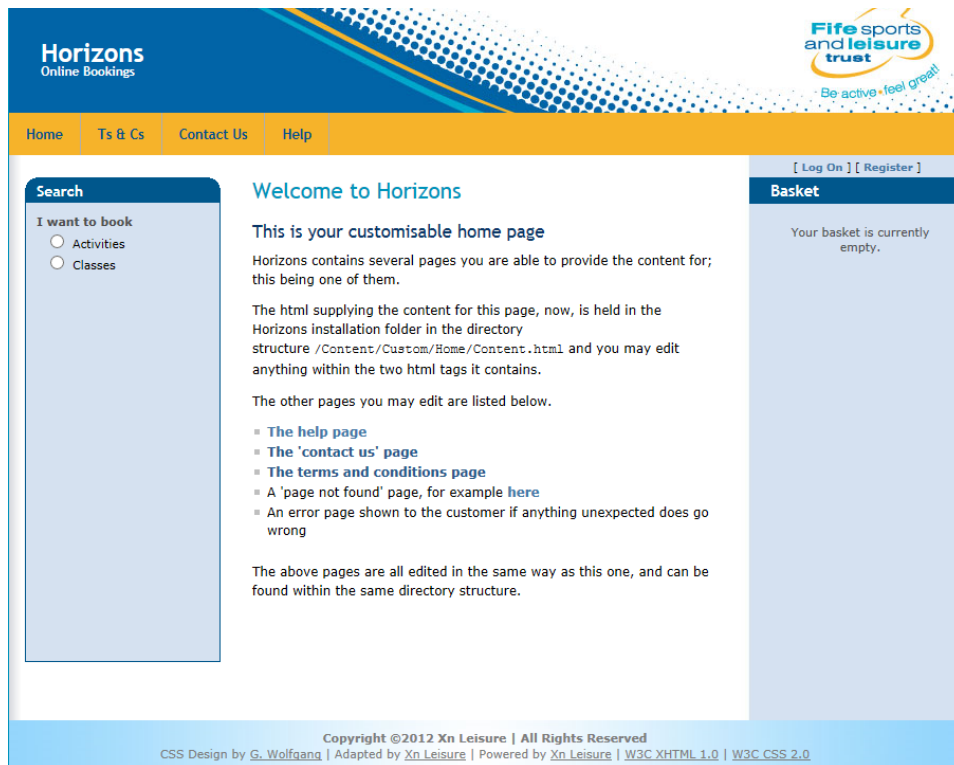 Horizons
Online Bookings
Fife sports
and leisure
trust
Be active • feel great!
Home Ts & Cs Contact Us Help
[ Log On ] [ Register ]
Search
I want to book
Activities
Classes
Welcome to Horizons
This is your customisable home page
Horizons contains several pages you are able to provide the content for;
this being one of them.
The html supplying the content for this page, now, is held in the
Horizons installation folder in the directory
structure /Content/Custom/Home/Content.html and you may edit
anything within the two html tags it contains.
The other pages you may edit are listed below.
The help page
The 'contact us' page
The terms and conditions page
A 'page not found' page, for example here
An error page shown to the customer if anything unexpected does go
wrong
The above pages are all edited in the same way as this one, and can be
found within the same directory structure.
Basket
Your basket is currently
empty.
Copyright ©2012 Xn Leisure | All Rights Reserved
CSS Design by G. Wolfgang | Adapted by Xn Leisure | Powered by Xn Leisure | W3C XHTML 1.0 | W3C CSS 2.0